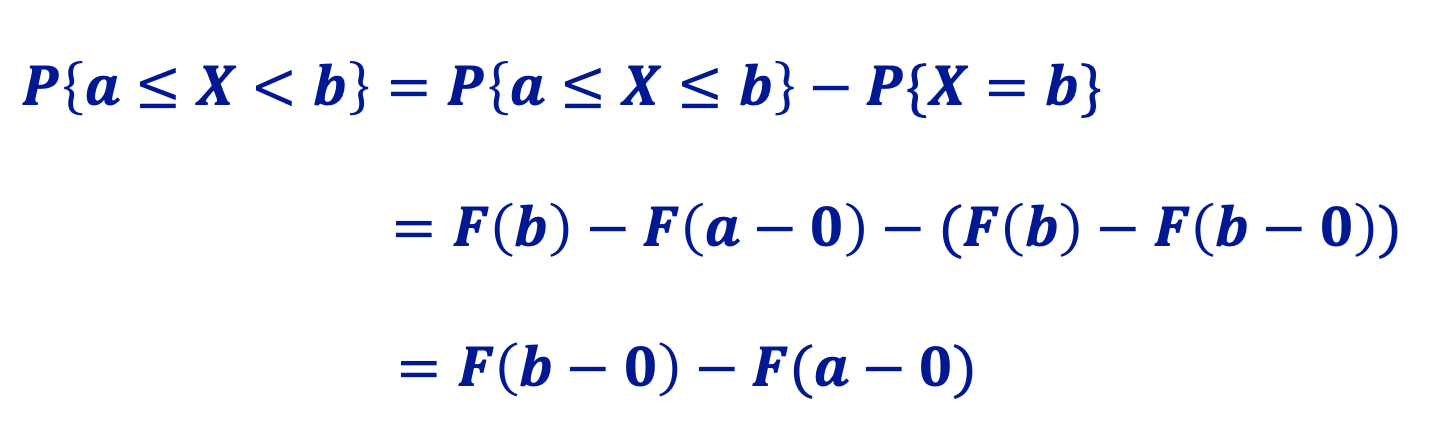 P{a ≤ X < b} = P{a ≤ X ≤ b} − P{X = b}
= F(b) − F(a − 0) − (F(b) − F(b − 0))
= F(b − 0) − F(a − 0)